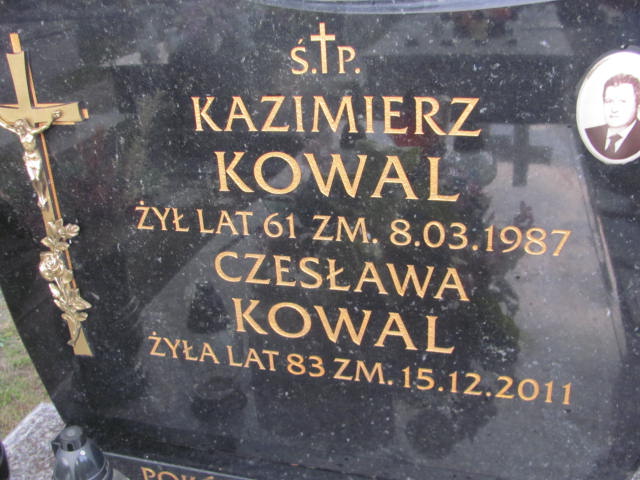 Ś.†P.
KAZIMIERZ
KOWAL
ŻYŁ LAT 61 ZM. 8.03.1987
CZESŁAWA
KOWAL
ŻYŁA LAT 83 ZM. 15.12.2011